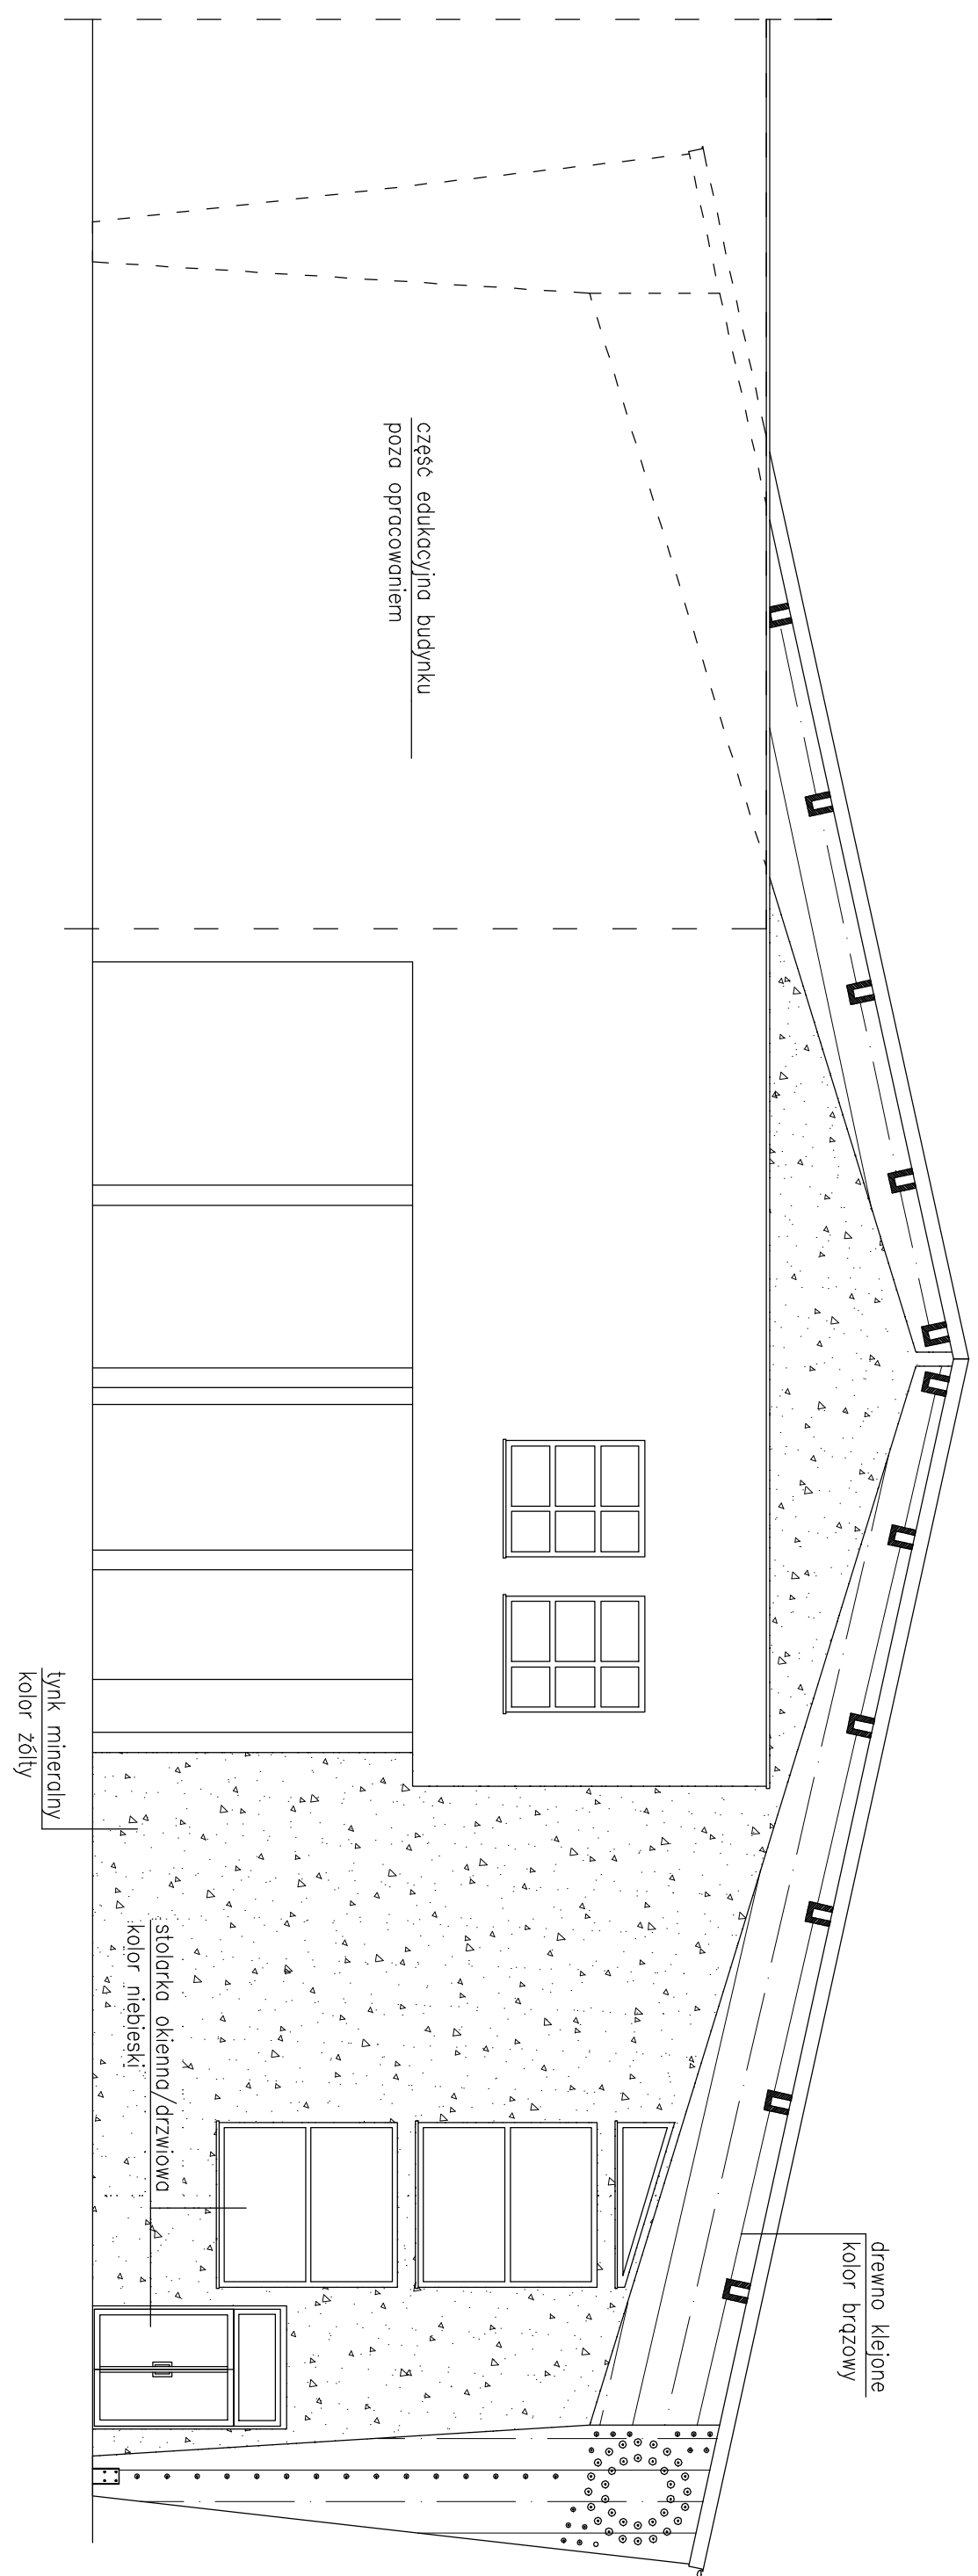 część edukacyjna budynku
poza opracowaniem
tynk mineralny
kolor żółty
stolarka okienna/drzwiowa
kolor niebieski
drewno klejone
kolor brązowy